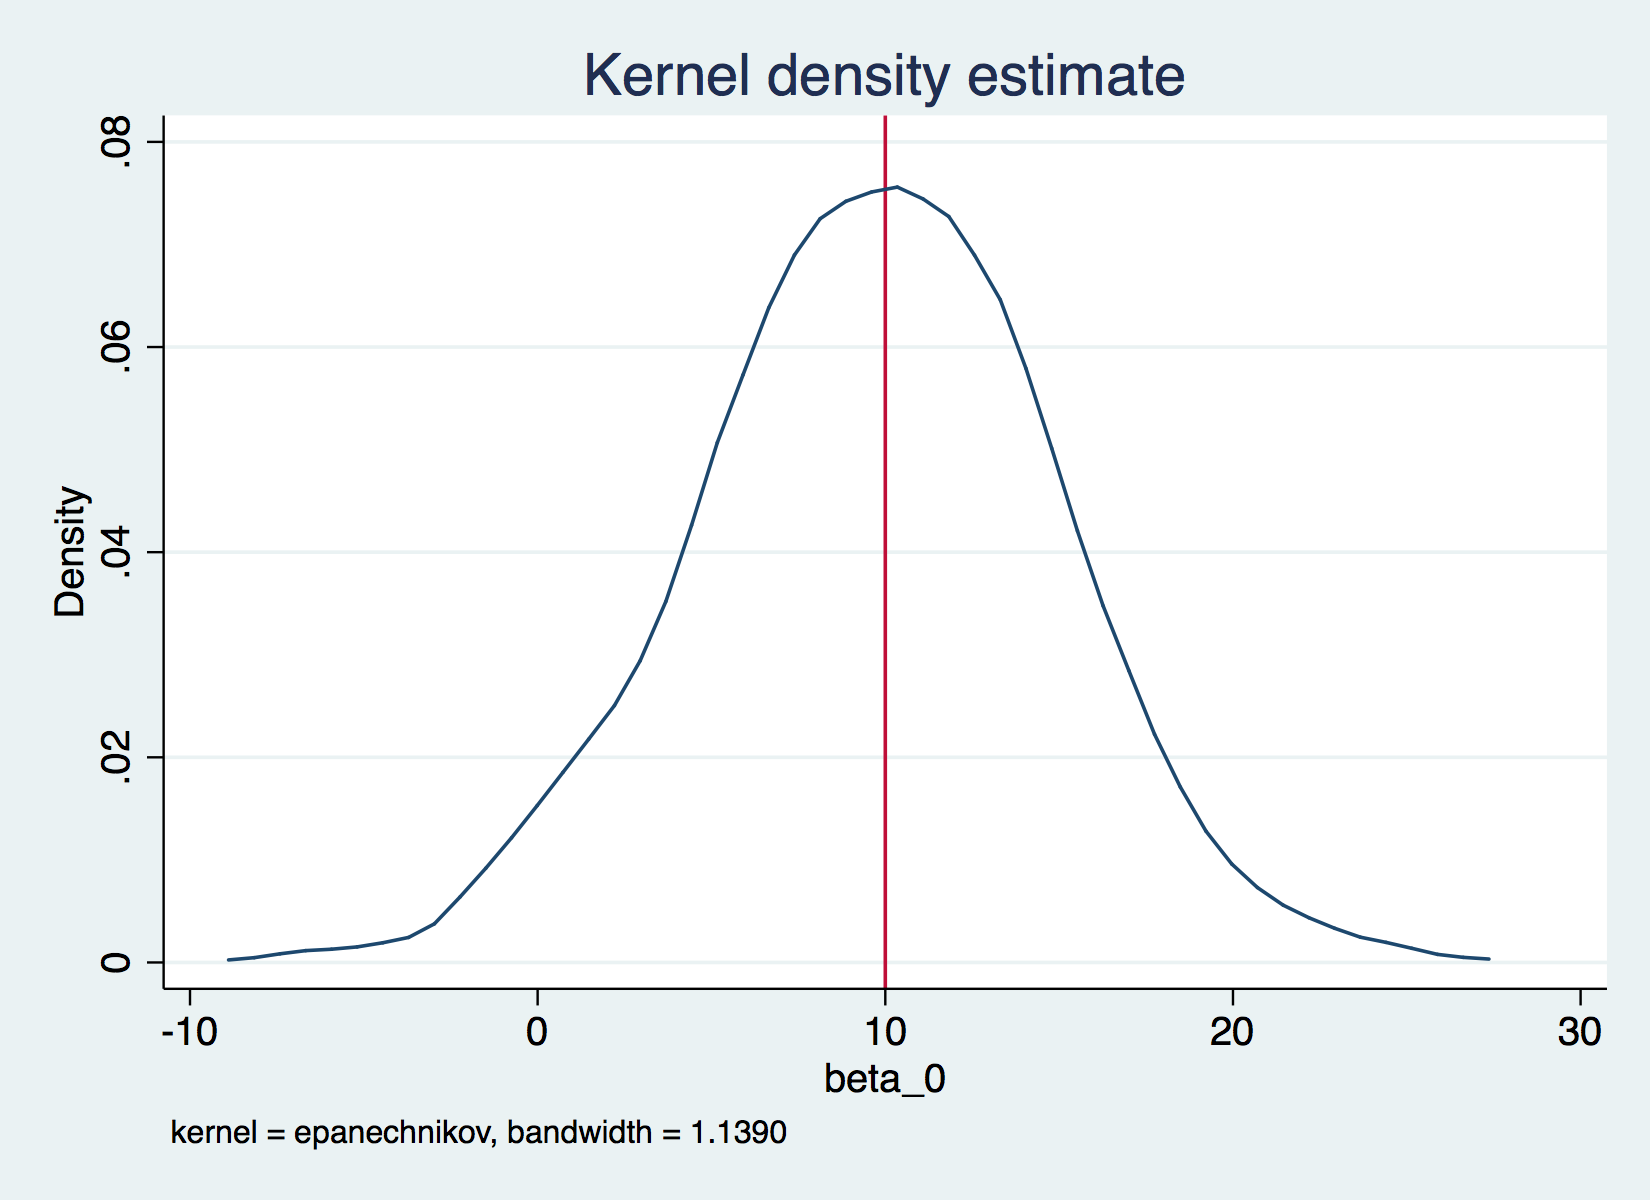 Kernel density estimate
.08
.06
.04
.02
0
Density
-10 0 10 20 30
beta_0
kernel = epanechnikov, bandwidth = 1.1390